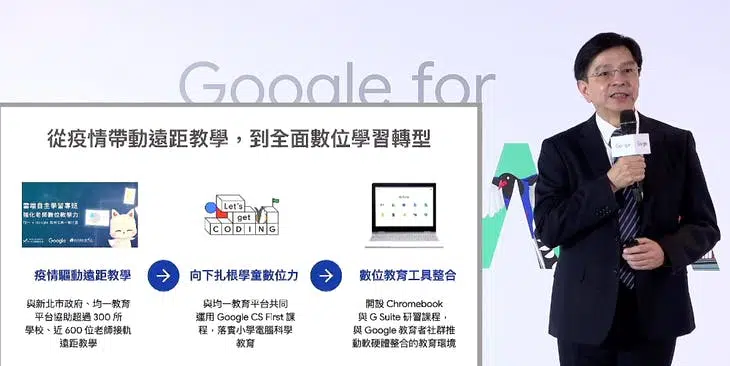 Google for
從疫情帶動遠距教學，到全面數位學習轉型
雲端自主學習專班
強化老師數位教學力
Google
Let's
get
CODING
疫情驅動遠距教學
向下扎根學童數位力
數位教育工具整合
與新北市政府、均一教育
平台協助超過 300 所
學校、近 600 位老師接軌
遠距教學
與均一教育平台共同
運用 Google CS First 課
程，落實小學電腦科學
教育
開設 Chromebook
與 G Suite 研習課程，
與 Google 教育者社群推
動軟硬體整合的教育環境
Google